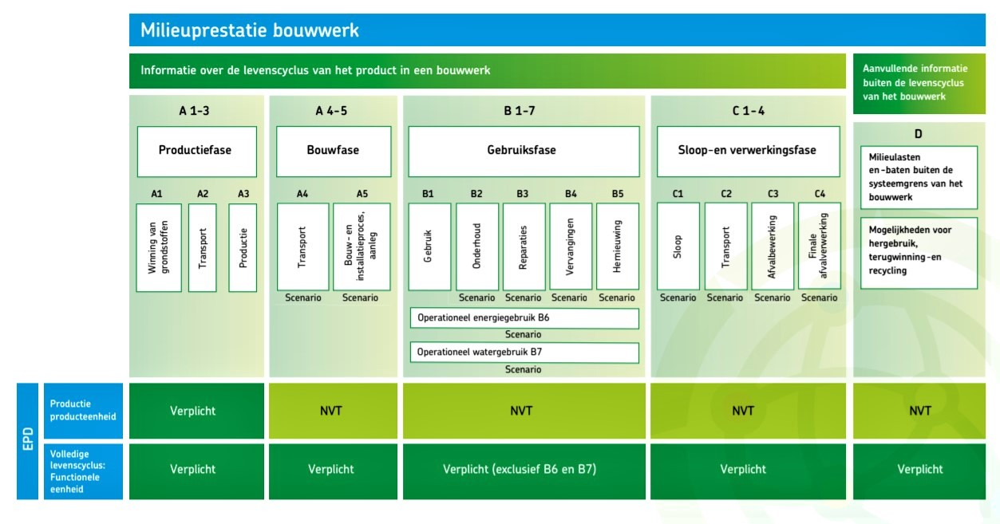 Milieuprestatie bouwwerk
Informatie over de levenscyclus van het product in een bouwwerk
Aanvullende informatie
buiten de levenscyclus
van het bouwwerk
A 1-3
Productiefase
A1
A2
A3
Winning van
grondstoffen
Transport
Productie
A 4-5
Bouwfase
A4
A5
Transport
Bouw- en
installatieproces,
aanleg
Scenario
Scenario
B 1-7
Gebruiksfase
B1
B2
B3
B4
B5
Gebruik
Onderhoud
Reparaties
Vervangingen
Hernieuwing
Scenario
Scenario
Scenario
Scenario
Operationeel energiegebruik B6
Scenario
Operationeel watergebruik B7
Scenario
C 1-4
Sloop-en verwerkingsfase
C1
C2
C3
C4
Sloop
Transport
Afvalbewerking
Finale
afvalverwerking
Scenario
Scenario
Scenario
Scenario
D
Milieulasten
en-baten buiten de
systeemgrens van het
bouwwerk
Mogelijkheden voor
hergebruik,
terugwinning-en
recycling
EPD
Productie
producteenheid
Verplicht
NVT
NVT
NVT
NVT
Volledige
levenscyclus:
Functionele
eenheid
Verplicht
Verplicht
Verplicht (exclusief B6 en B7)
Verplicht
Verplicht